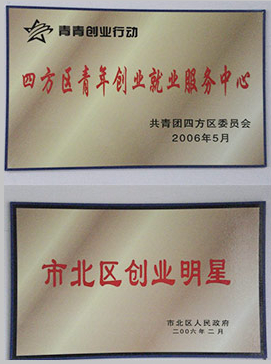 青青创业行动
四方区青年创业就业服务中心
共青团四方区委员会
2006年5月
市北区创业明星
市北区人民政府
二00六年二月